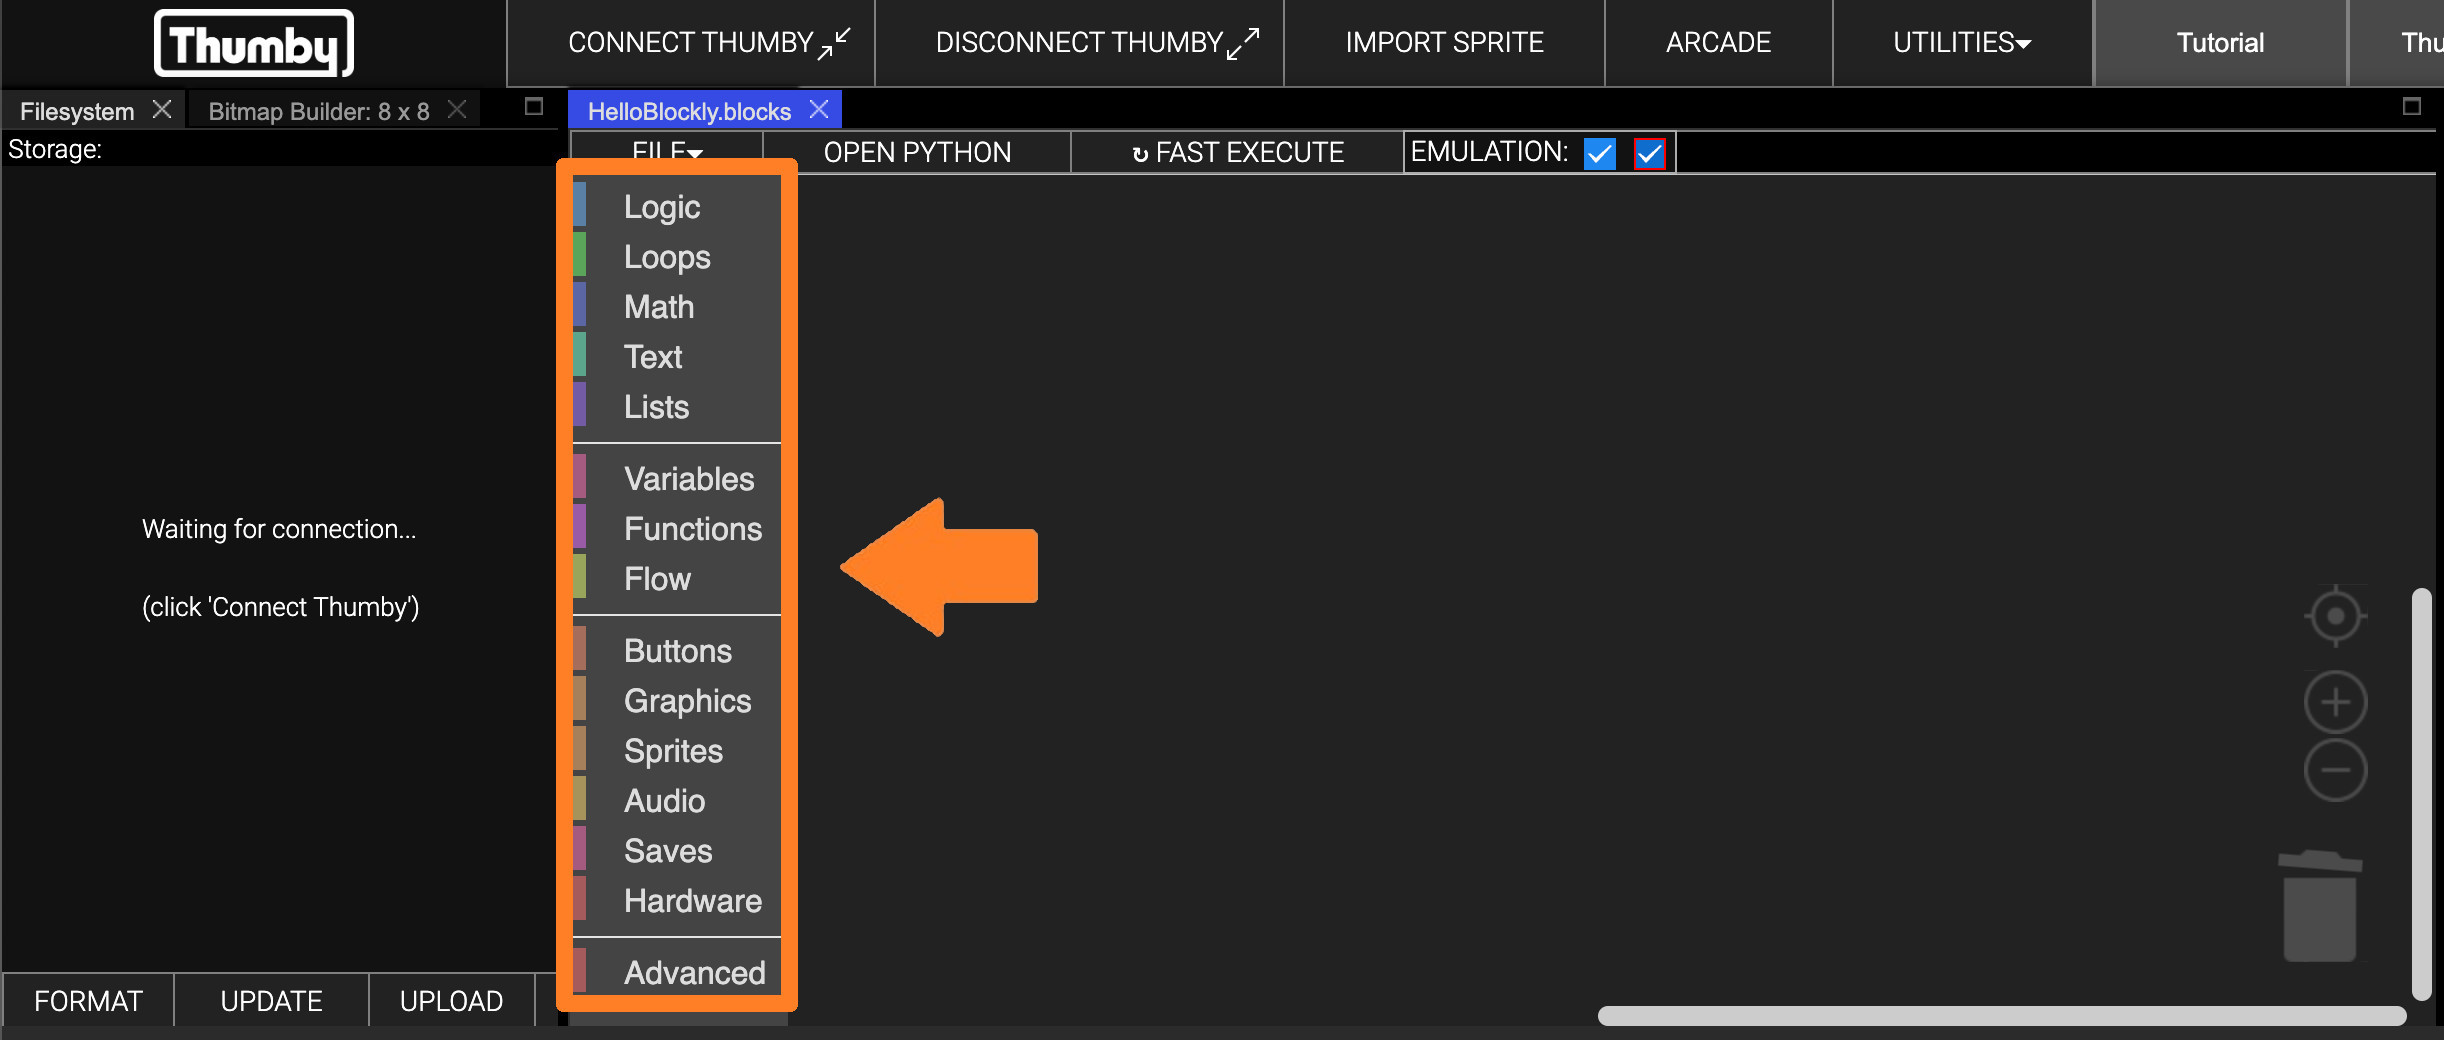 Thumby
CONNECT THUMBY
DISCONNECT THUMBY
IMPORT SPRITE
ARCADE
UTILITIES
Tutorial
Filesystem
Bitmap Builder: 8 x 8
HelloBlockly.blocks
Storage:
FILE
OPEN PYTHON
↻ FAST EXECUTE
EMULATION:
Waiting for connection...
(click 'Connect Thumby')
FORMAT
UPDATE
UPLOAD
Logic
Loops
Math
Text
Lists
Variables
Functions
Flow
Buttons
Graphics
Sprites
Audio
Saves
Hardware
Advanced